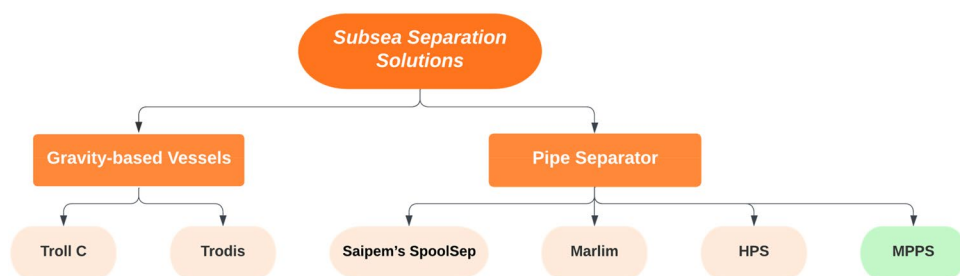 Subsea Separation
Solutions
Gravity-based Vessels
Pipe Separator
Troll C
Trodis
Saipem's SpoolSep
Marlim
HPS
MPPS